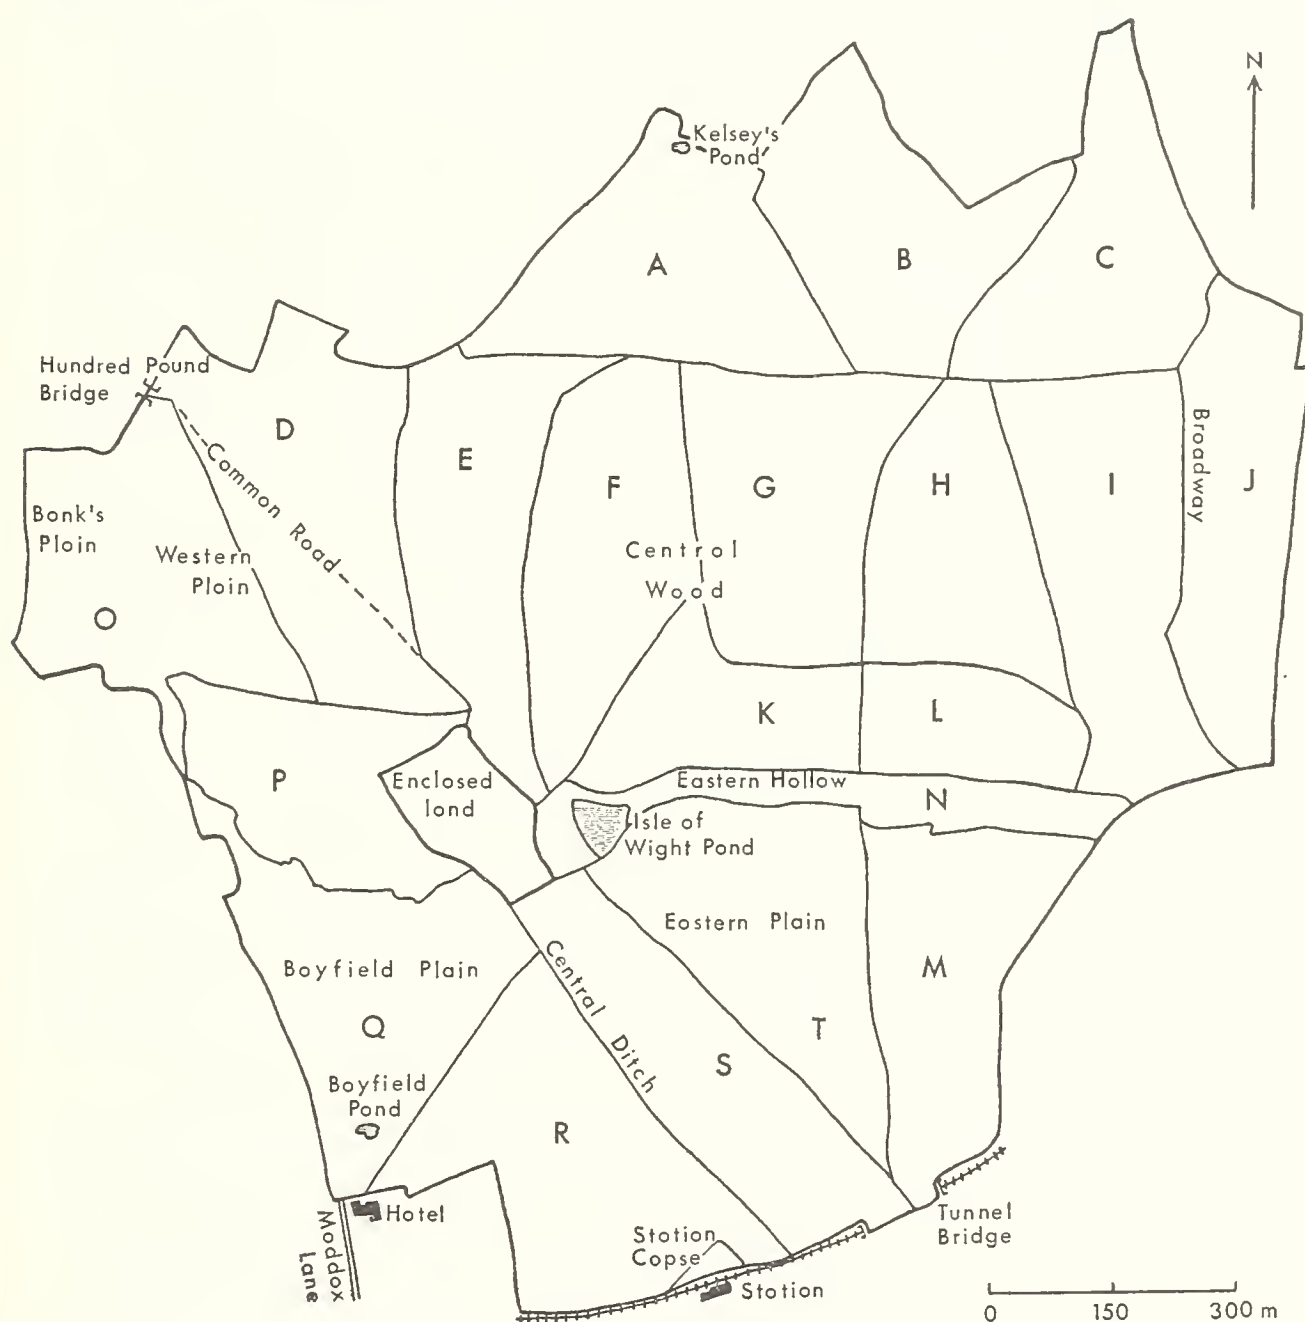 N
Kelsey's
Pond
A
B
C
Hundred Pound
Bridge
D
Common Road
E
F
G
H
I
Broadway
J
Bonk's
Ploin
Western
Ploin
O
Centrol
Wood
K
L
P
Enclosed
lond
Eastern Hollow
N
Isle of
Wight Pond
Eostern Plain
Boyfield Plain
Central Ditch
M
Q
T
S
Boyfield
Pond
R
Hotel
Moddox
Lane
Stotion
Copse
Station
Tunnel
Bridge
0 150 300 m